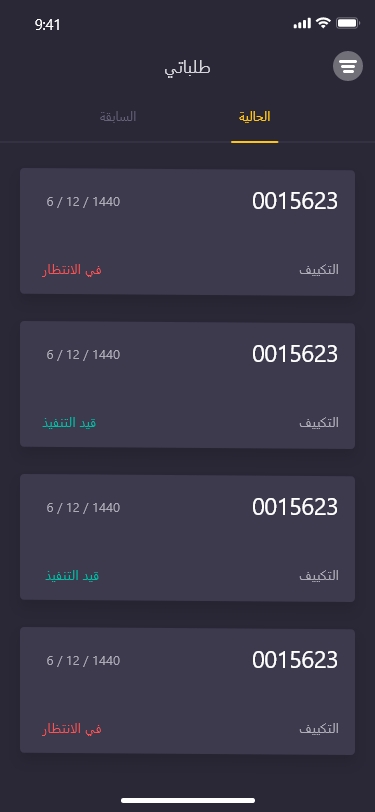 9:41
طلباتي
الحالية
السابقة
0015623
6 / 12 / 1440
التكييف
في الانتظار
0015623
6 / 12 / 1440
التكييف
قيد التنفيذ
0015623
6 / 12 / 1440
التكييف
قيد التنفيذ
0015623
6 / 12 / 1440
التكييف
في الانتظار